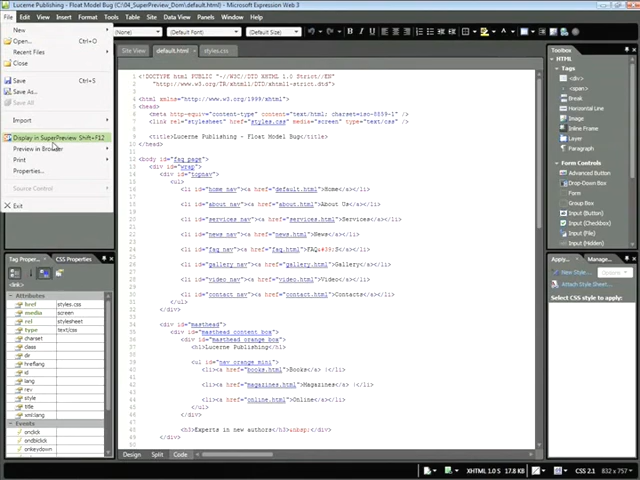 Lucerne Publishing - Float Model Bug (C:\04_SuperPreview_Dom\default.html) - Microsoft Expression Web 3
File Edit View Insert Format Tools Table Site Data View Panels Window Help
New
Open... Ctrl+O
Recent Files
Close
Save Ctrl+S
Save As...
Save All
Import
Display in SuperPreview Shift+F12
Preview in Browser
Print
Properties...
Source Control
Exit
(None) (Default Font) (Default Size)
Site View default.html styles.css
<!DOCTYPE html PUBLIC "-//W3C//DTD XHTML 1.0 Strict//EN"
"http://www.w3.org/TR/xhtml1/DTD/xhtml1-strict.dtd">
<html xmlns="http://www.w3.org/1999/xhtml">
<head>
<meta http-equiv="content-type" content="text/html; charset=iso-8859-1" />
<link rel="stylesheet" href="styles.css" media="screen" type="text/css" />
<title>Lucerne Publishing - Float Model Bug</title>
</head>
<body id="faq_page">
<div id="wrap">
<div id="topnav">
<ul>
<li id="home_nav"><a href="default.html">Home</a></li>
<li id="about_nav"><a href="about.html">About Us</a></li>
<li id="services_nav"><a href="services.html">Services</a></li>
<li id="news_nav"><a href="news.html">News</a></li>
<li id="faq_nav"><a href="faq.html">FAQ&#39;S</a></li>
<li id="gallery_nav"><a href="gallery.html">Gallery</a></li>
<li id="video_nav"><a href="video.html">Video</a></li>
<li id="contact_nav"><a href="contact.html">Contacts</a></li>
</ul>
</div>
<div id="masthead">
<div id="masthead_content_box">
<div id="masthead_orange_box">
<h1>Lucerne Publishing</h1>
<ul id="nav_orange_mini">
<li><a href="books.html">Books</a> |</li>
<li><a href="magazines.html">Magazines</a> |</li>
<li><a href="online.html">Online</a></li>
</ul>
<h3>Experts in new authors</h3>&nbsp;</div>
</div>
Design Split Code
Tag Proper... CSS Properties
<link>
Attributes
href styles.css
media screen
rel stylesheet
type text/css
charset
class
dir
hreflang
id
lang
rev
style
title
xml:lang
Events
onclick
ondblclick
onkeydown
Toolbox
HTML
Tags
<div>
<span>
Break
Horizontal Line
Image
Inline Frame
Layer
Paragraph
Form Controls
Advanced Button
Drop-Down Box
Form
Group Box
Input (Button)
Input (Checkbox)
Input (File)
Input (Hidden)
Apply... Manage...
New Style... Options
Attach Style Sheet...
Select CSS style to apply:
XHTML 1.0 S 17.8 KB CSS 2.1 832 x 757